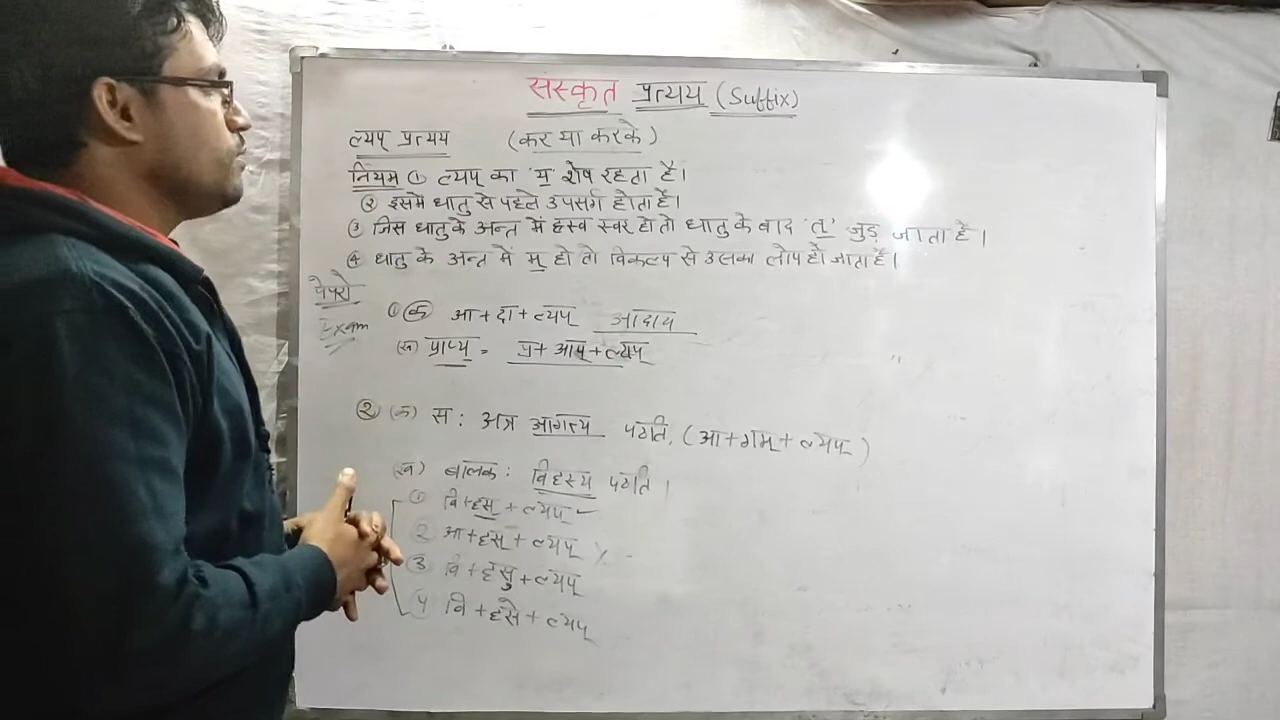 संस्कृत प्रत्यय (Suffix)
ल्यप् प्रत्यय (कर या करके)
नियम ① ल्यप् का 'य' शेष रहता है।
② इसमें धातु से पहले उपसर्ग होता है।
③ जिस धातु के अन्त में ह्रस्व स्वर हो तो धातु के बाद 'त्' जुड़ जाता है।
④ धातु के अन्त में म् हो तो विकल्प से उसका लोप हो जाता है।
Exam
① क आ + दा + ल्यप् आदाय
(ख) प्राप्य = प्र + आप् + ल्यप्
② (क) स: अत्र आगत्य पठति, (आ + गम् + ल्यप्)
(ख) बालक: विहस्य पठति।
① वि + हस् + ल्यप्
② आ + हस् + ल्यप् ×
③ वि + हसु + ल्यप्
4 वि + हसे + ल्यप्